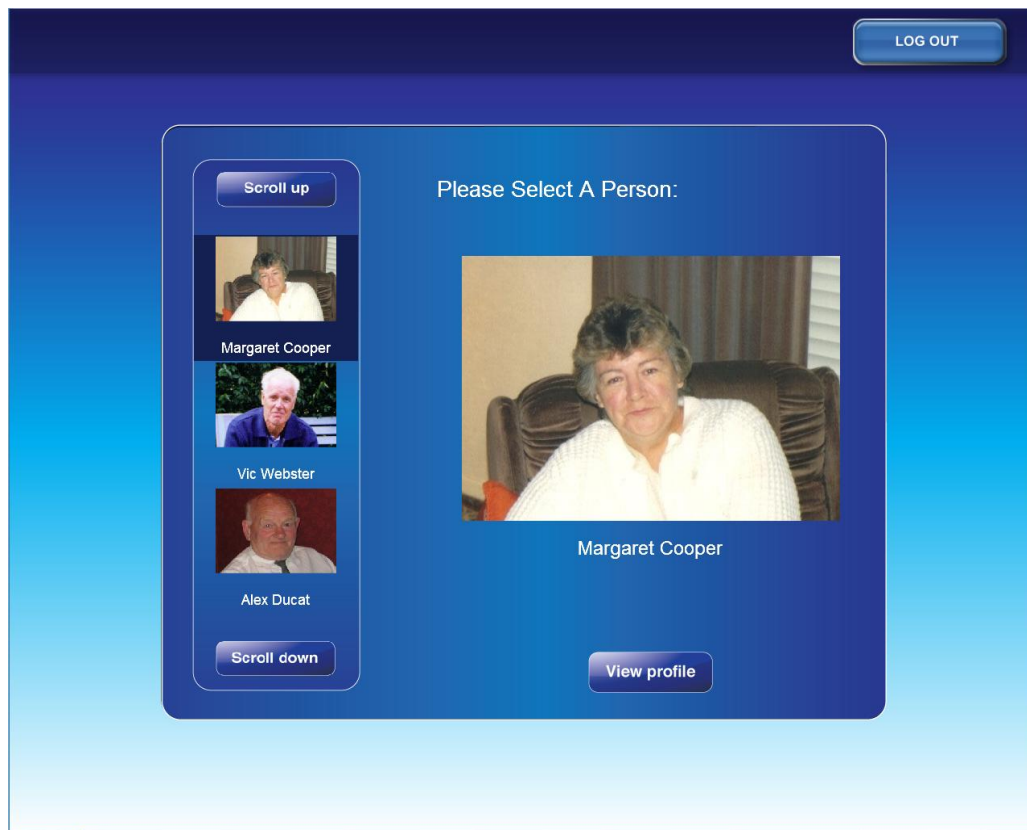 LOG OUT
Scroll up
Please Select A Person:
Margaret Cooper
Vic Webster
Alex Ducat
Scroll down
Margaret Cooper
View profile